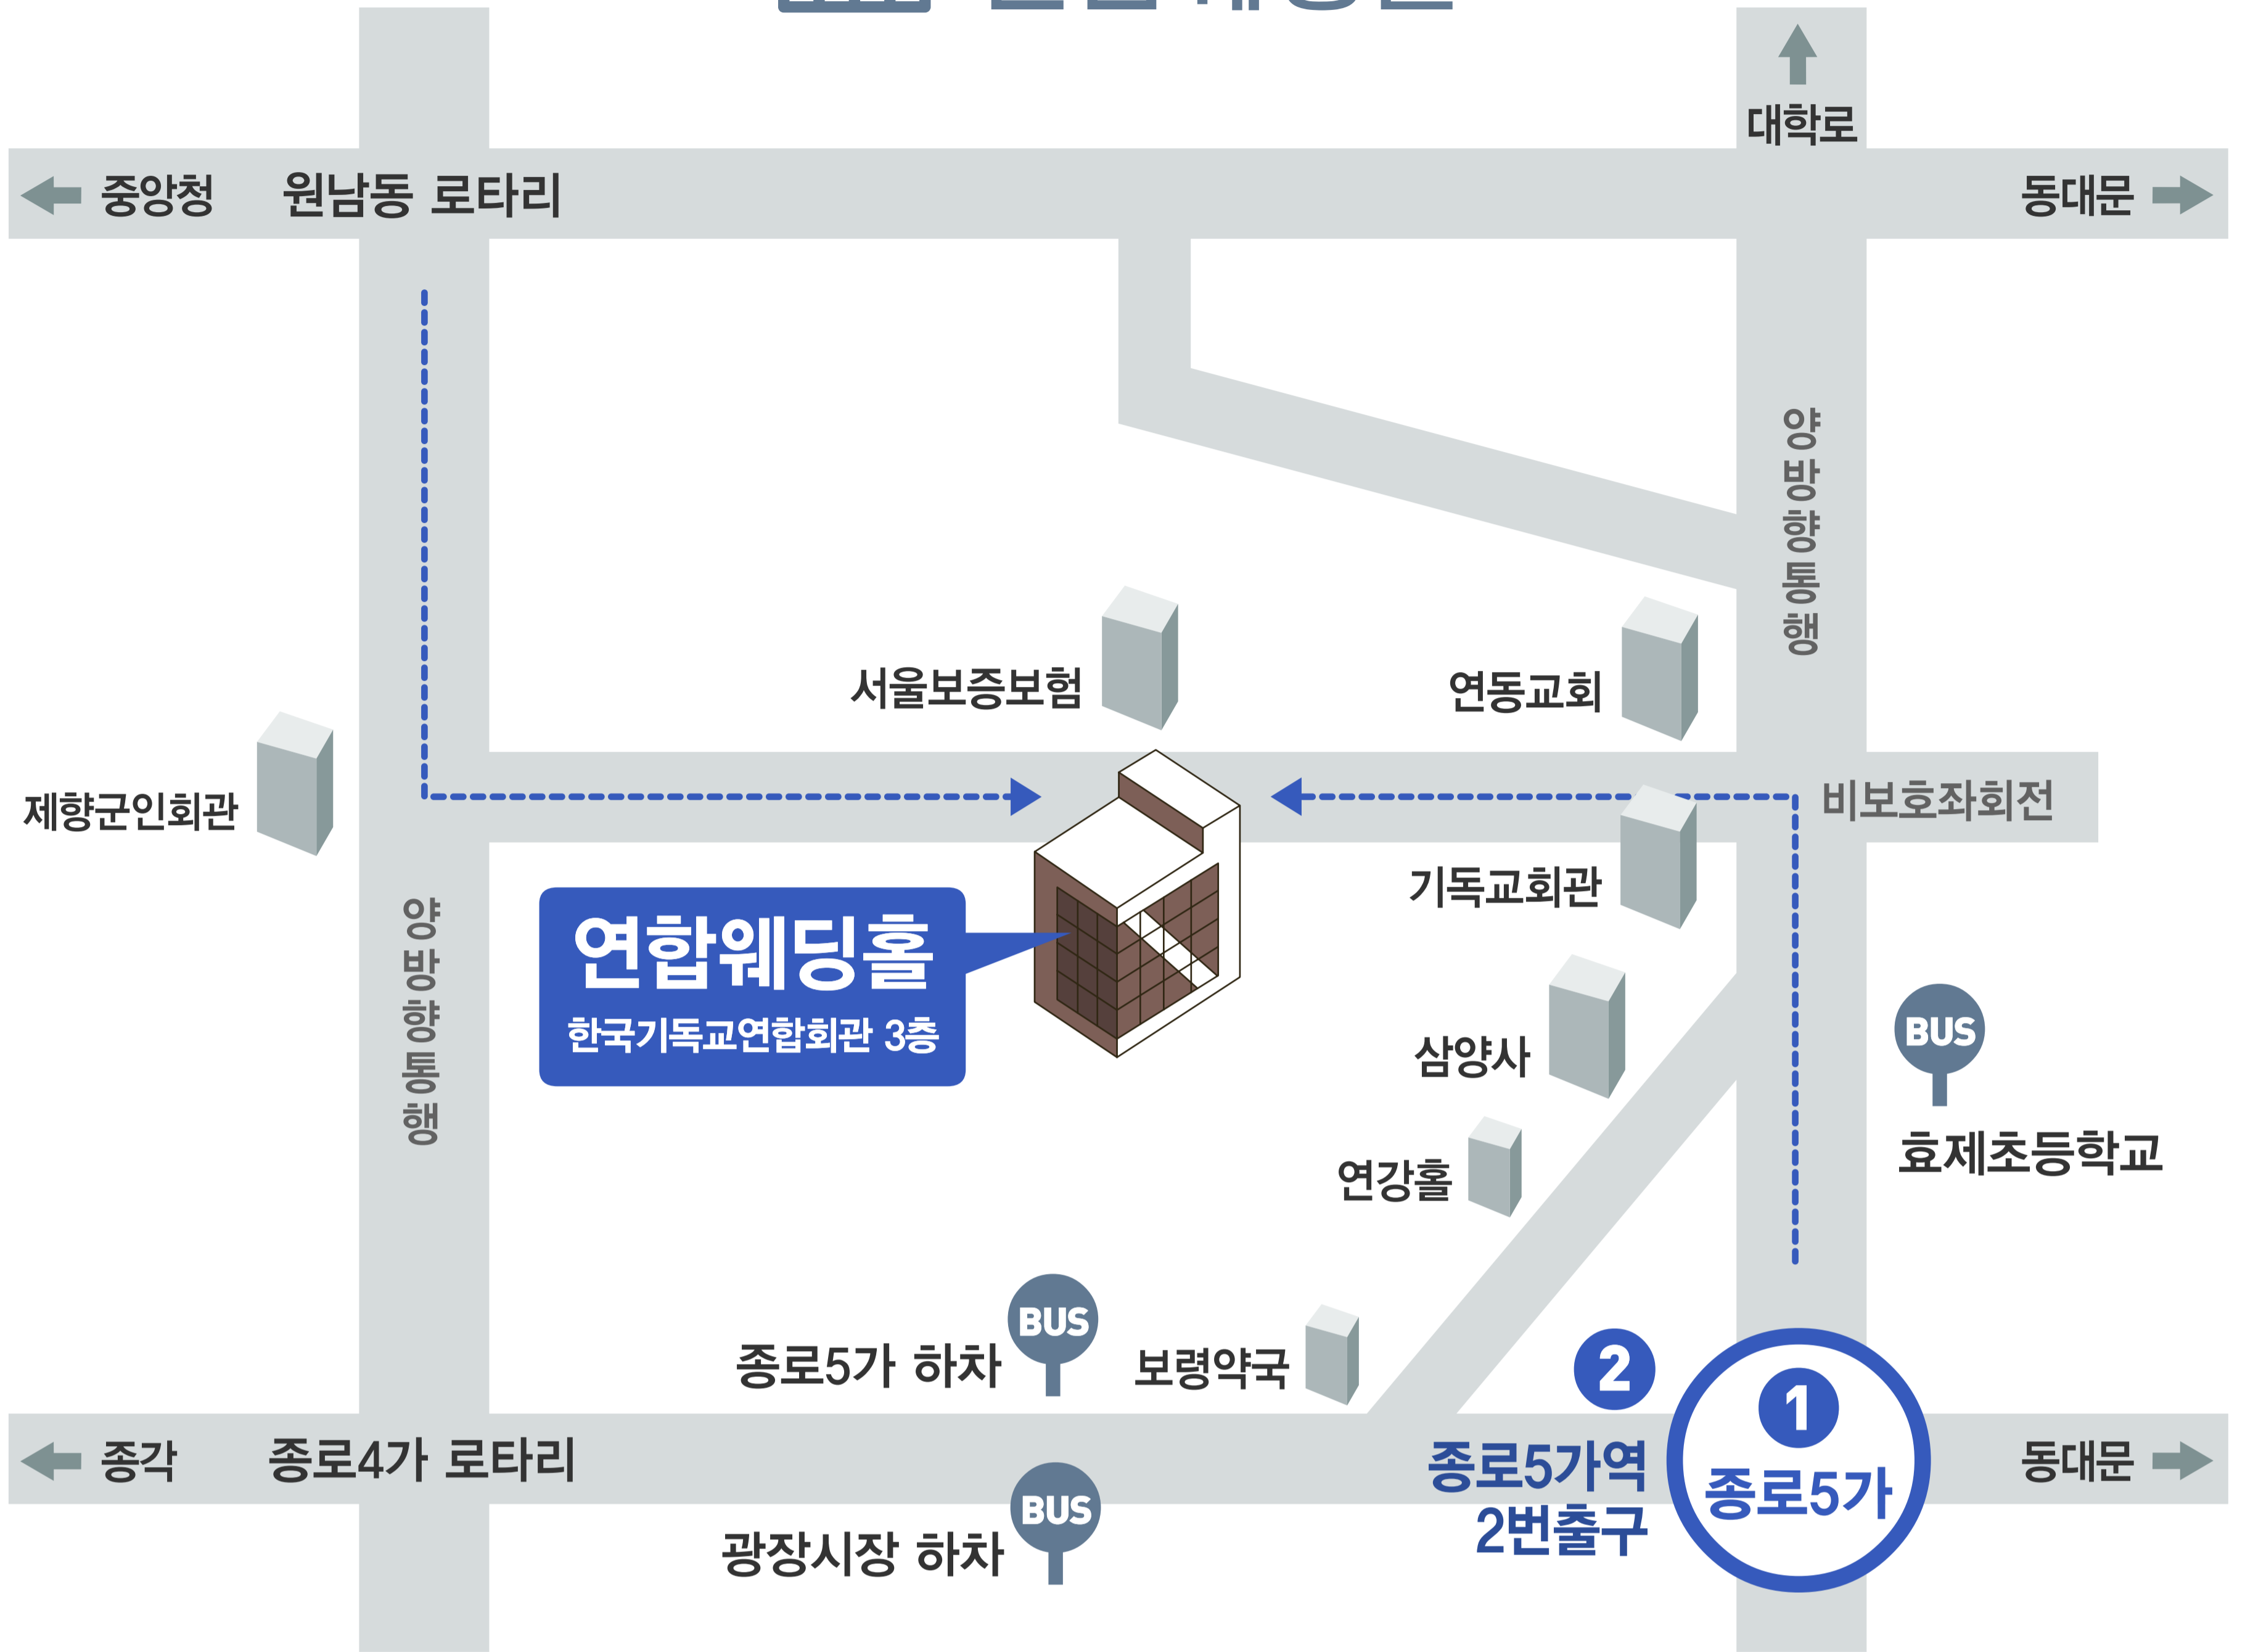 대학로
중앙청
원남동 로타리
동대문
양방향통행
서울보증보험
연동교회
재향군인회관
비보호좌회전
기독교회관
연합웨딩홀
한국기독교연합회관 3층
양방향통행
삼양사
BUS
연강홀
효제초등학교
BUS
종로5가 하차
보령약국
2
1
종각
종로4가 로타리
종로5가역
2번출구
종로5가
동대문
BUS
광장시장 하차